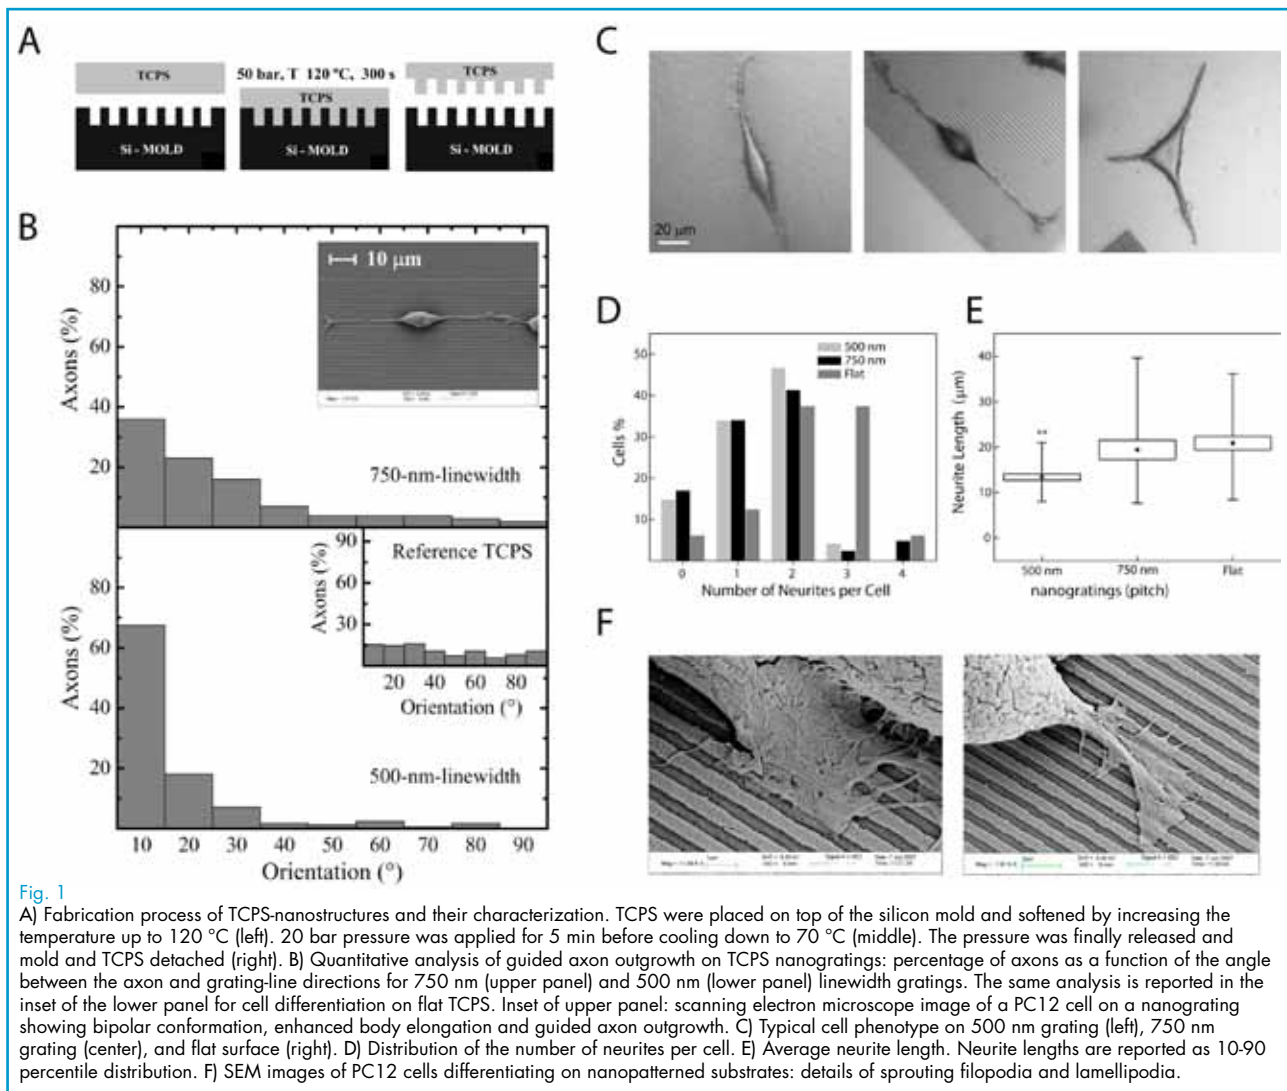 A
TCPS
Si - MOLD
50 bar, T 120 °C, 300 s
TCPS
Si - MOLD
TCPS
Si - MOLD
B
10 µm
Axons (%)
80
60
40
20
750-nm-linewidth
Axons (%)
80
60
40
20
Axons (%)
90
60
30
Reference TCPS
20 40 60 80
Orientation (°)
500-nm-linewidth
10 20 30 40 50 60 70 80 90
Orientation (°)
C
20 µm
D
Cells %
50
40
30
20
10
500 nm
750 nm
Flat
0 1 2 3 4
Number of Neurites per Cell
E
Neurite Length (µm)
40
30
20
10
0
**
500 nm 750 nm Flat
nanogratings (pitch)
F
Fig. 1
A) Fabrication process of TCPS-nanostructures and their characterization. TCPS were placed on top of the silicon mold and softened by increasing the
temperature up to 120 °C (left). 20 bar pressure was applied for 5 min before cooling down to 70 °C (middle). The pressure was finally released and
mold and TCPS detached (right). B) Quantitative analysis of guided axon outgrowth on TCPS nanogratings: percentage of axons as a function of the angle
between the axon and grating-line directions for 750 nm (upper panel) and 500 nm (lower panel) linewidth gratings. The same analysis is reported in the
inset of the lower panel for cell differentiation on flat TCPS. Inset of upper panel: scanning electron microscope image of a PC12 cell on a nanograting
showing bipolar conformation, enhanced body elongation and guided axon outgrowth. C) Typical cell phenotype on 500 nm grating (left), 750 nm
grating (center), and flat surface (right). D) Distribution of the number of neurites per cell. E) Average neurite length. Neurite lengths are reported as 10-90
percentile distribution. F) SEM images of PC12 cells differentiating on nanopatterned substrates: details of sprouting filopodia and lamellipodia.